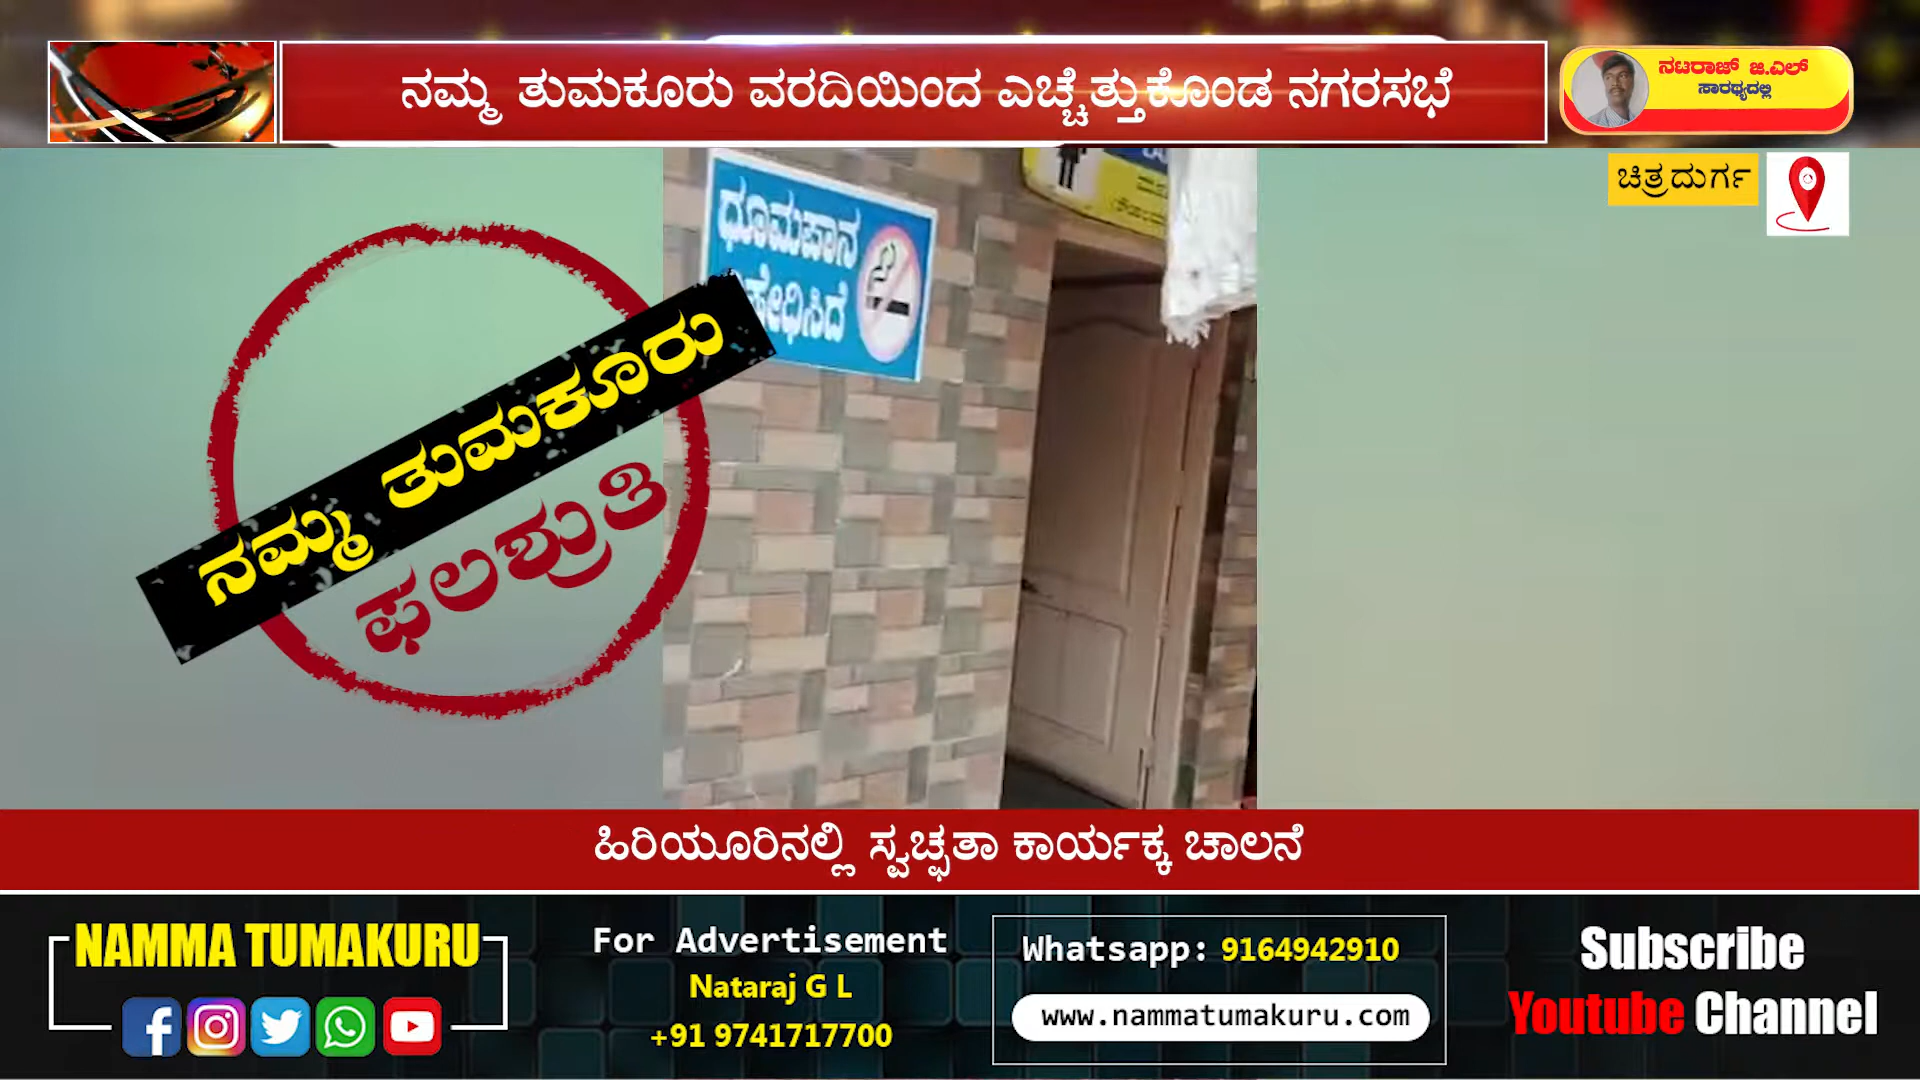 ನಮ್ಮ ತುಮಕೂರು ವರದಿಯಿಂದ ಎಚ್ಚೆತ್ತುಕೊಂಡ ನಗರಸಭೆ
ನಟರಾಜ್ ಜಿ.ಎಲ್
ಸಾರಥ್ಯದಲ್ಲಿ
ಚಿತ್ರದುರ್ಗ
ಧೂಮಪಾನ
ನಮ್ಮ ತುಮಕೂರು
ಫಲಶ್ರುತಿ
ಹಿರಿಯೂರಿನಲ್ಲಿ ಸ್ವಚ್ಛತಾ ಕಾರ್ಯಕ್ಕ ಚಾಲನೆ
NAMMA TUMAKURU
For Advertisement
Nataraj G L
+91 9741717700
Whatsapp: 9164942910
www.nammatumakuru.com
Subscribe
Youtube Channel